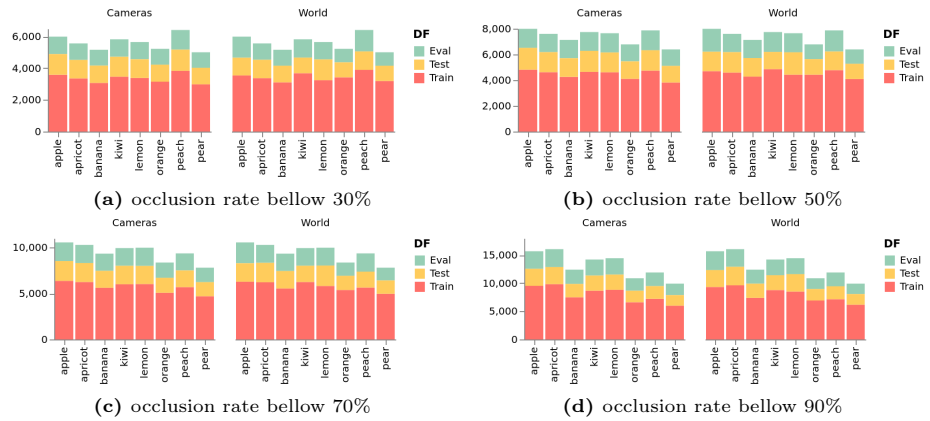 Cameras World
DF
Eval
Test
Train
6,000
4,000
2,000
0
apple apricot banana kiwi lemon orange peach pear
apple apricot banana kiwi lemon orange peach pear
(a) occlusion rate bellow 30%
Cameras World
DF
Eval
Test
Train
8,000
6,000
4,000
2,000
0
apple apricot banana kiwi lemon orange peach pear
apple apricot banana kiwi lemon orange peach pear
(b) occlusion rate bellow 50%
Cameras World
DF
Eval
Test
Train
10,000
5,000
0
apple apricot banana kiwi lemon orange peach pear
apple apricot banana kiwi lemon orange peach pear
(c) occlusion rate bellow 70%
Cameras World
DF
Eval
Test
Train
15,000
10,000
5,000
0
apple apricot banana kiwi lemon orange peach pear
apple apricot banana kiwi lemon orange peach pear
(d) occlusion rate bellow 90%